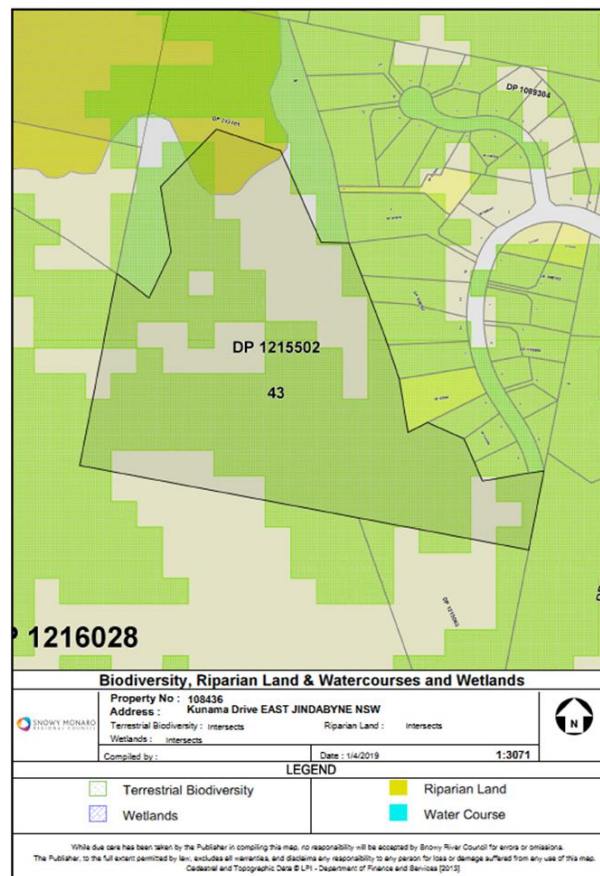 DP 1089304
DP 1215502
43
P 1216028
Biodiversity, Riparian Land & Watercourses and Wetlands
SNOWY MONARO
REGIONAL COUNCIL
Property No : 108436
Address : Kunama Drive EAST JINDABYNE NSW
Terrestrial Biodiversity : Intersects Riparian Land : Intersects
Wetlands : Intersects
Compiled by : Date : 1/4/2019 1:3071
N
LEGEND
Terrestrial Biodiversity Riparian Land
Wetlands Water Course
While due care has been taken by the Publisher in compiling this map, no responsibility will be accepted by Snowy River Council for errors or omissions.
The Publisher, to the full extent permitted by law, excludes all warranties, and disclaims any responsibility to any person for loss or damage suffered from any use of this map.
Cadastral and Topographic Data © LPI - Department of Finance and Services [2013]